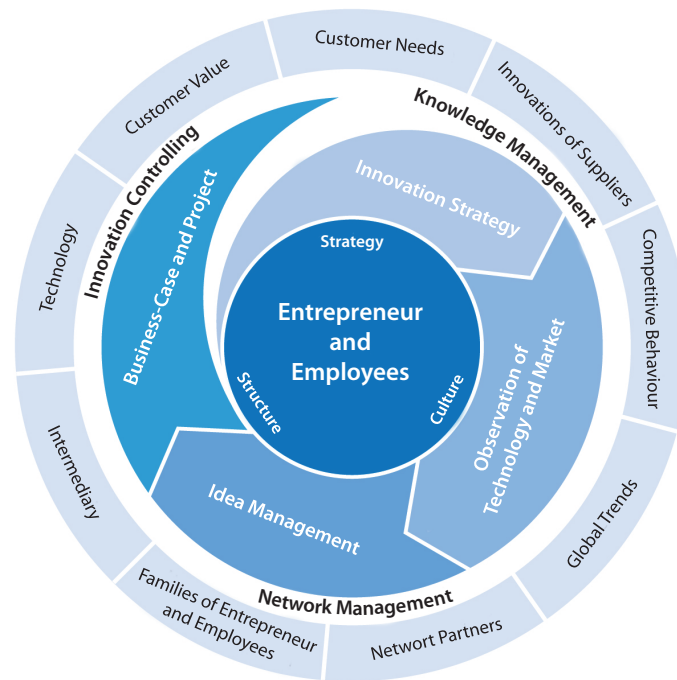 Customer Needs
Innovations of Suppliers
Competitive Behaviour
Global Trends
Networt Partners
Families of Entrepreneur
and Employees
Intermediary
Technology
Customer Value
Knowledge Management
Network Management
Innovation Controlling
Innovation Strategy
Observation of
Technology and Market
Idea Management
Business-Case and Project
Strategy
Entrepreneur
and
Employees
Structure
Culture